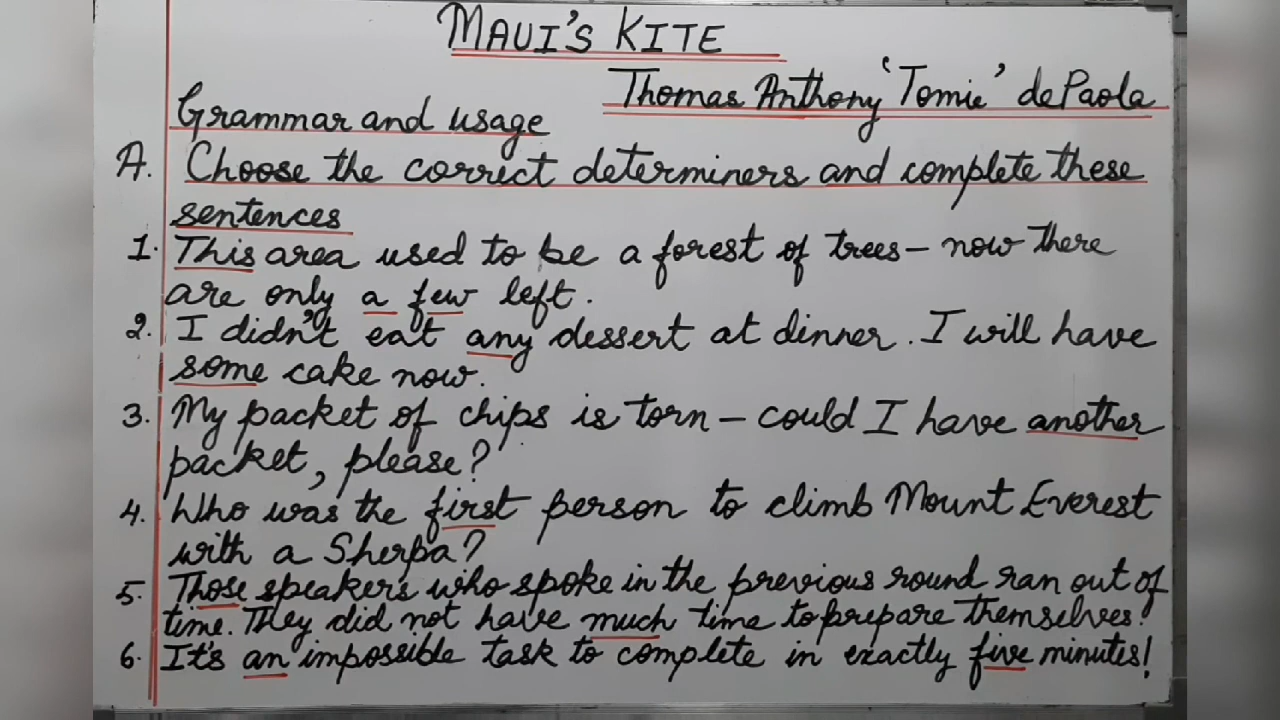 MAUI'S KITE
Thomas Anthony 'Tomie' dePaola
Grammar and usage
A. Choose the correct determiners and complete these
sentences
1. This area used to be a forest of trees – now there
are only a few left.
2. I didn't eat any dessert at dinner. I will have
some cake now.
3. My packet of chips is torn – could I have another
packet, please?
4. Who was the first person to climb Mount Everest
with a Sherpa?
5. Those speakers who spoke in the previous round ran out of
time. They did not have much time to prepare themselves!
6. It's an impossible task to complete in exactly five minutes!